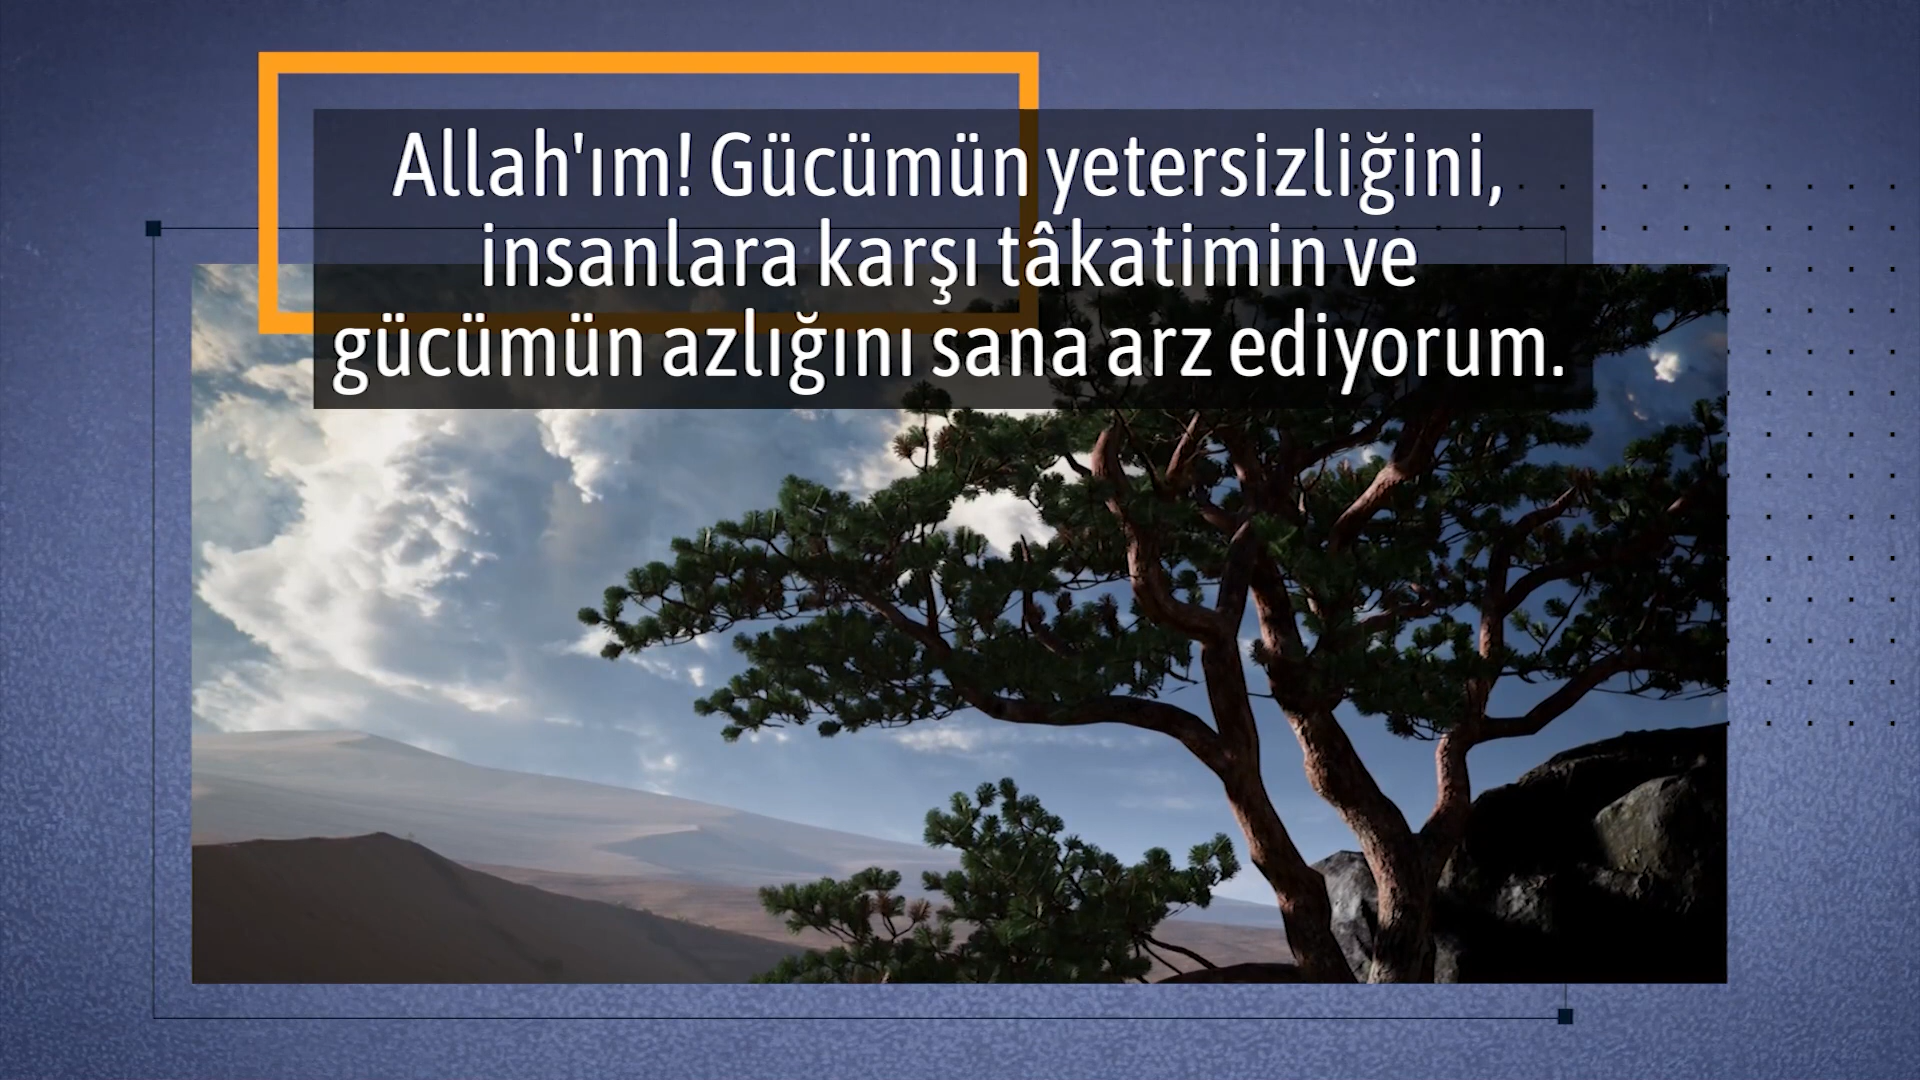 Allah'ım! Gücümün yetersizliğini,
insanlara karşı tâkatimin ve
gücümün azlığını sana arz ediyorum.